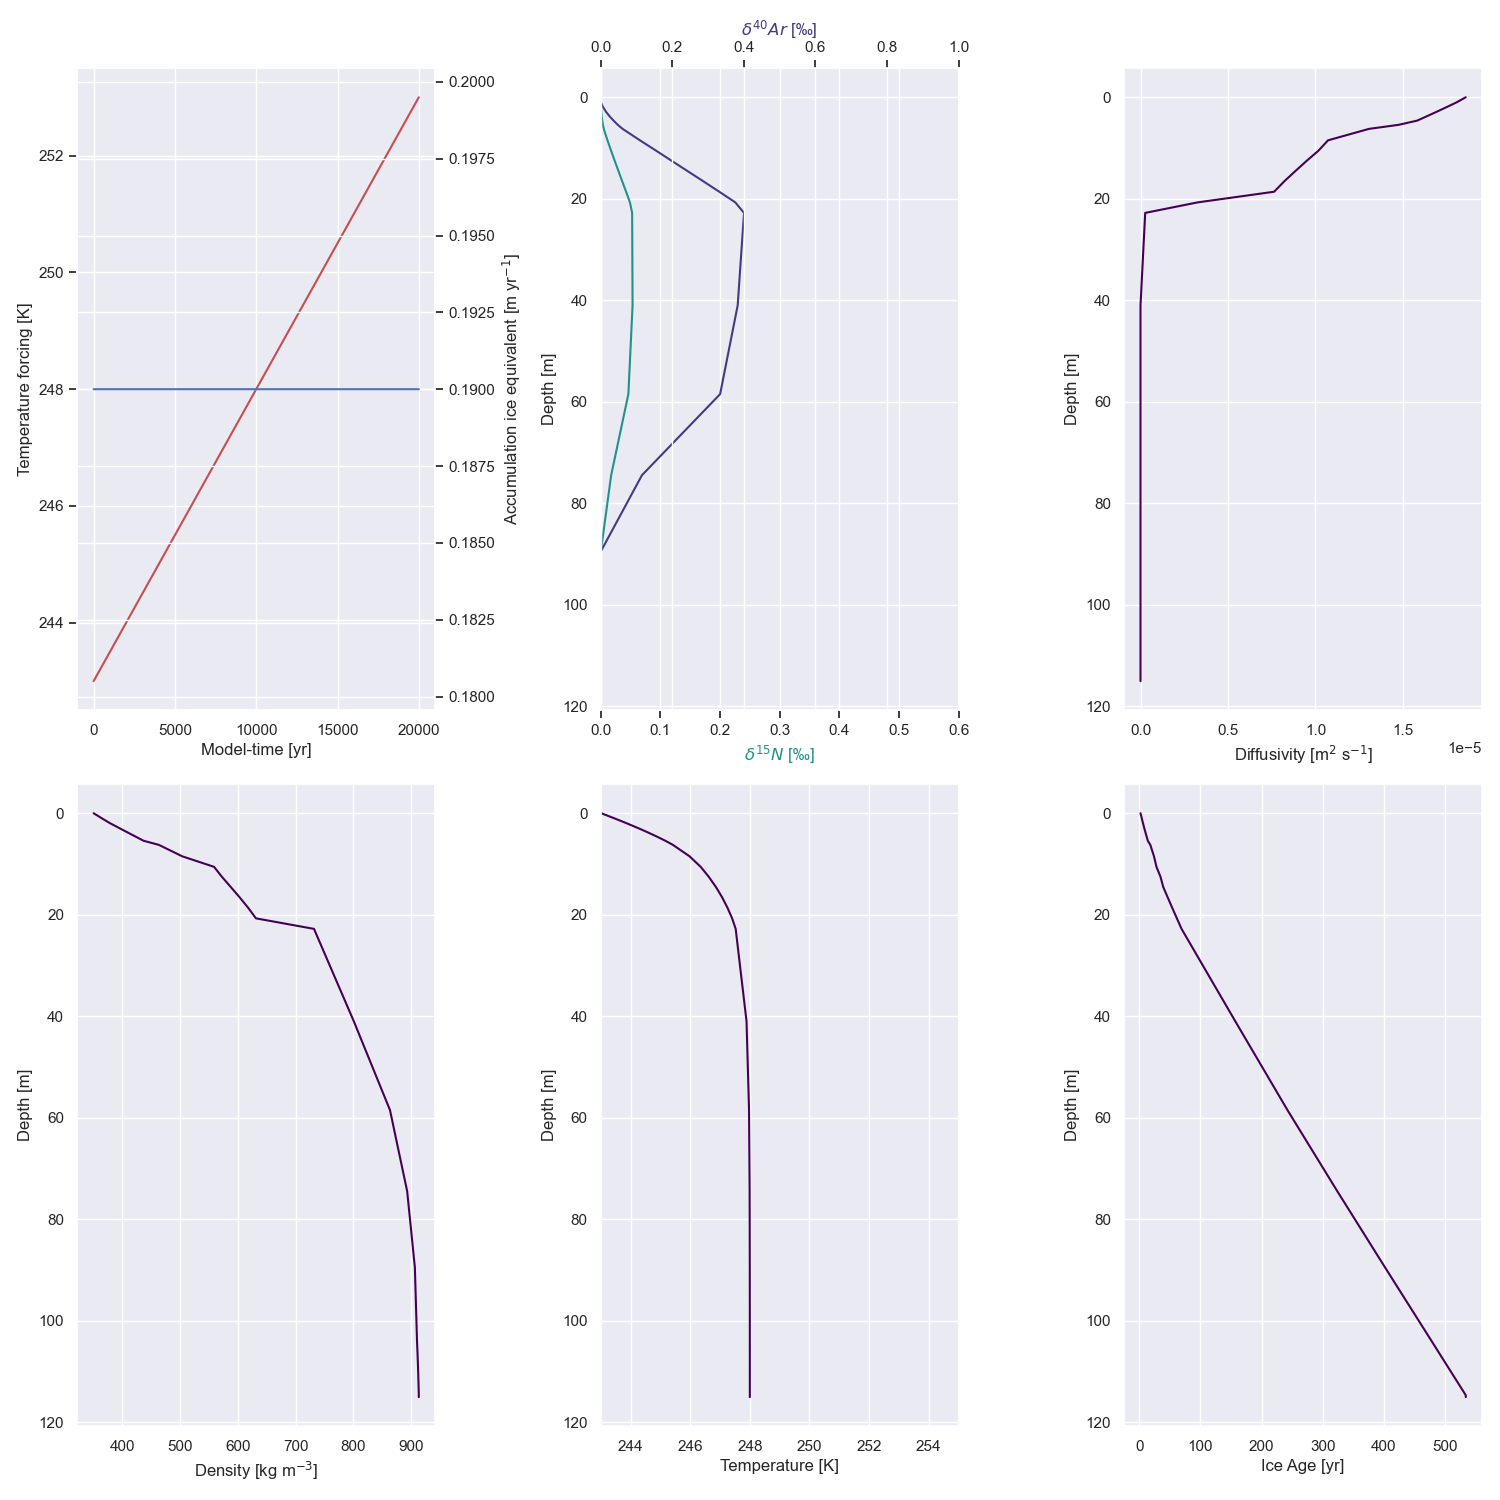 δ⁴⁰Ar [‰]
0.0 0.2 0.4 0.6 0.8 1.0
252
250
248
246
244
Temperature forcing [K]
0.2000
0.1975
0.1950
0.1925
0.1900
0.1875
0.1850
0.1825
0.1800
Accumulation ice equivalent [m yr⁻¹]
0 5000 10000 15000 20000
Model-time [yr]
0
20
40
60
80
100
120
Depth [m]
0.0 0.1 0.2 0.3 0.4 0.5 0.6
δ¹⁵N [‰]
0
20
40
60
80
100
120
Depth [m]
0.0 0.5 1.0 1.5
1e−5
Diffusivity [m² s⁻¹]
0
20
40
60
80
100
120
Depth [m]
400 500 600 700 800 900
Density [kg m⁻³]
0
20
40
60
80
100
120
Depth [m]
244 246 248 250 252 254
Temperature [K]
0
20
40
60
80
100
120
Depth [m]
0 100 200 300 400 500
Ice Age [yr]